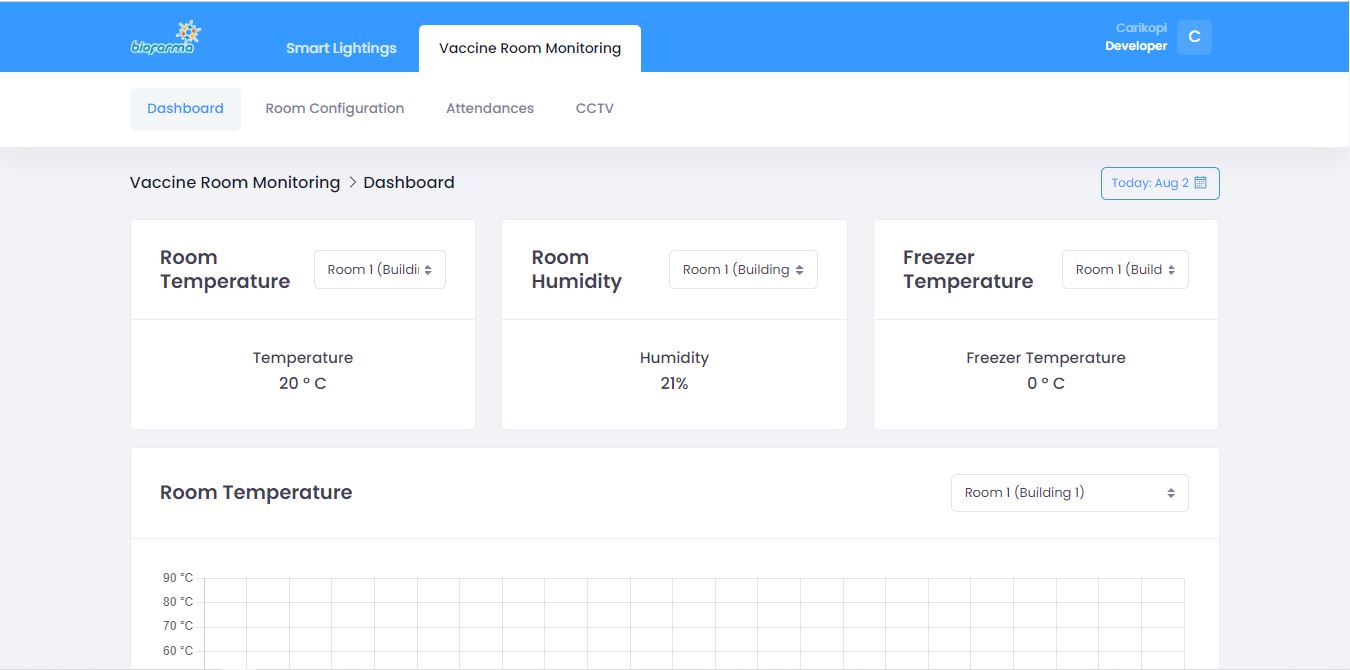 biofarma
Smart Lightings
Vaccine Room Monitoring
Carikopi
Developer
C
Dashboard
Room Configuration
Attendances
CCTV
Vaccine Room Monitoring > Dashboard
Today: Aug 2
Room
Temperature
Room 1 (Buildi
Room
Humidity
Room 1 (Building
Freezer
Temperature
Room 1 (Build
Temperature
20 ° C
Humidity
21%
Freezer Temperature
0 ° C
Room Temperature
Room 1 (Building 1)
90 °C
80 °C
70 °C
60 °C